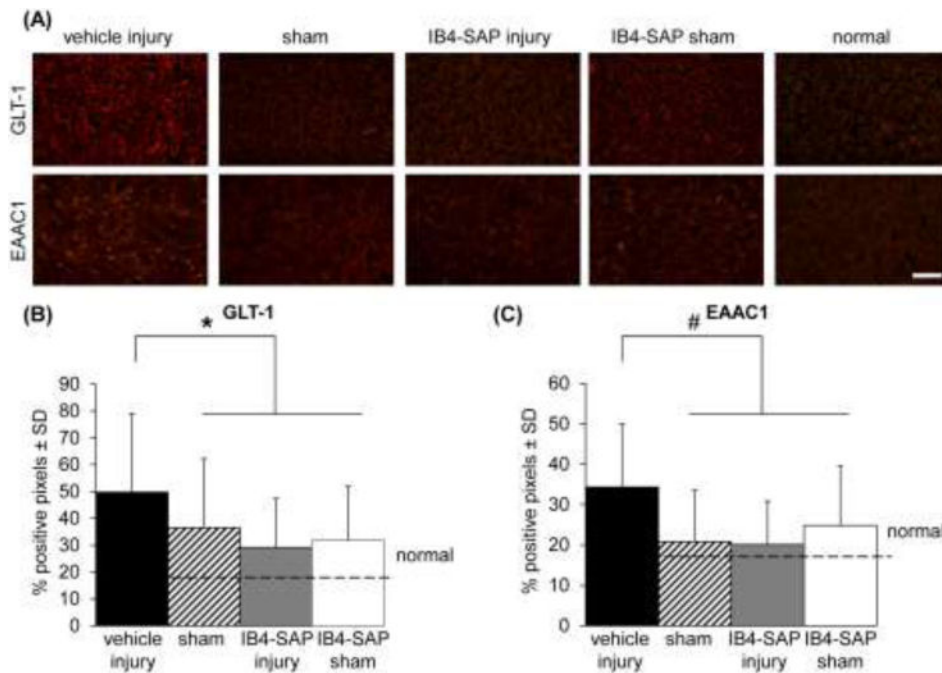 (A)
vehicle injury sham IB4-SAP injury IB4-SAP sham normal
GLT-1
EAAC1
(B) GLT-1
*
% positive pixels ± SD
90
80
70
60
50
40
30
20
10
0
normal
vehicle injury
sham
IB4-SAP injury
IB4-SAP sham
(C) EAAC1
#
% positive pixels ± SD
60
50
40
30
20
10
0
normal
vehicle injury
sham
IB4-SAP injury
IB4-SAP sham